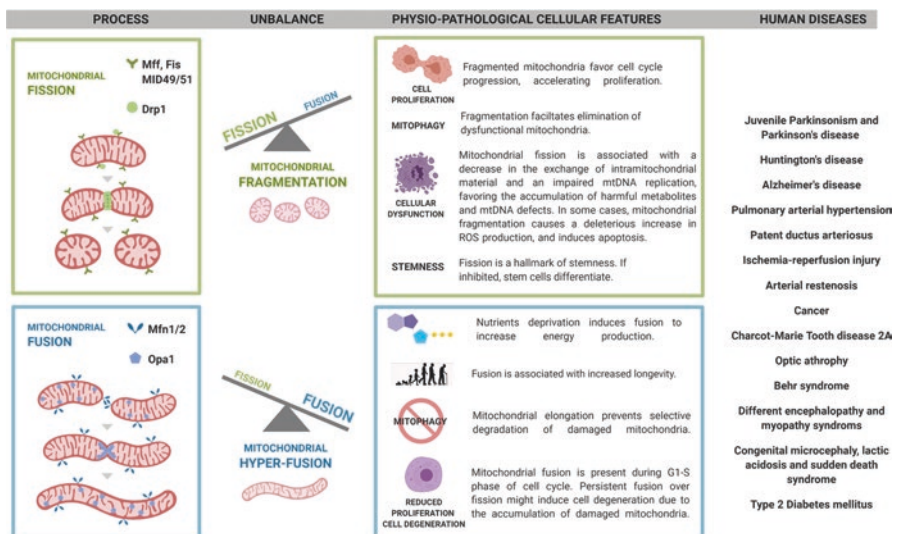 PROCESS
UNBALANCE
PHYSIO-PATHOLOGICAL CELLULAR FEATURES
HUMAN DISEASES
MITOCHONDRIAL
FISSION
Mff, Fis
MID49/51
Drp1
FISSION
FUSION
MITOCHONDRIAL
FRAGMENTATION
CELL
PROLIFERATION
Fragmented mitochondria favor cell cycle
progression, accelerating proliferation.
MITOPHAGY
Fragmentation faciltates elimination of
dysfunctional mitochondria.
CELLULAR
DYSFUNCTION
Mitochondrial fission is associated with a
decrease in the exchange of intramitochondrial
material and an impaired mtDNA replication,
favoring the accumulation of harmful metabolites
and mtDNA defects. In some cases, mitochondrial
fragmentation causes a deleterious increase in
ROS production, and induces apoptosis.
STEMNESS
Fission is a hallmark of stemness. If
inhibited, stem cells differentiate.
MITOCHONDRIAL
FUSION
Mfn1/2
Opa1
FISSION
FUSION
MITOCHONDRIAL
HYPER-FUSION
Nutrients deprivation induces fusion to
increase energy production.
Fusion is associated with increased longevity.
MITOPHAGY
Mitochondrial elongation prevents selective
degradation of damaged mitochondria.
REDUCED
PROLIFERATION
CELL DEGENERATION
Mitochondrial fusion is present during G1-S
phase of cell cycle. Persistent fusion over
fission might induce cell degeneration due to
the accumulation of damaged mitochondria.
Juvenile Parkinsonism and
Parkinson's disease
Huntington's disease
Alzheimer's disease
Pulmonary arterial hypertension
Patent ductus arteriosus
Ischemia-reperfusion injury
Arterial restenosis
Cancer
Charcot-Marie Tooth disease 2A
Optic athrophy
Behr syndrome
Different encephalopathy and
myopathy syndroms
Congenital microcephaly, lactic
acidosis and sudden death
syndrome
Type 2 Diabetes mellitus